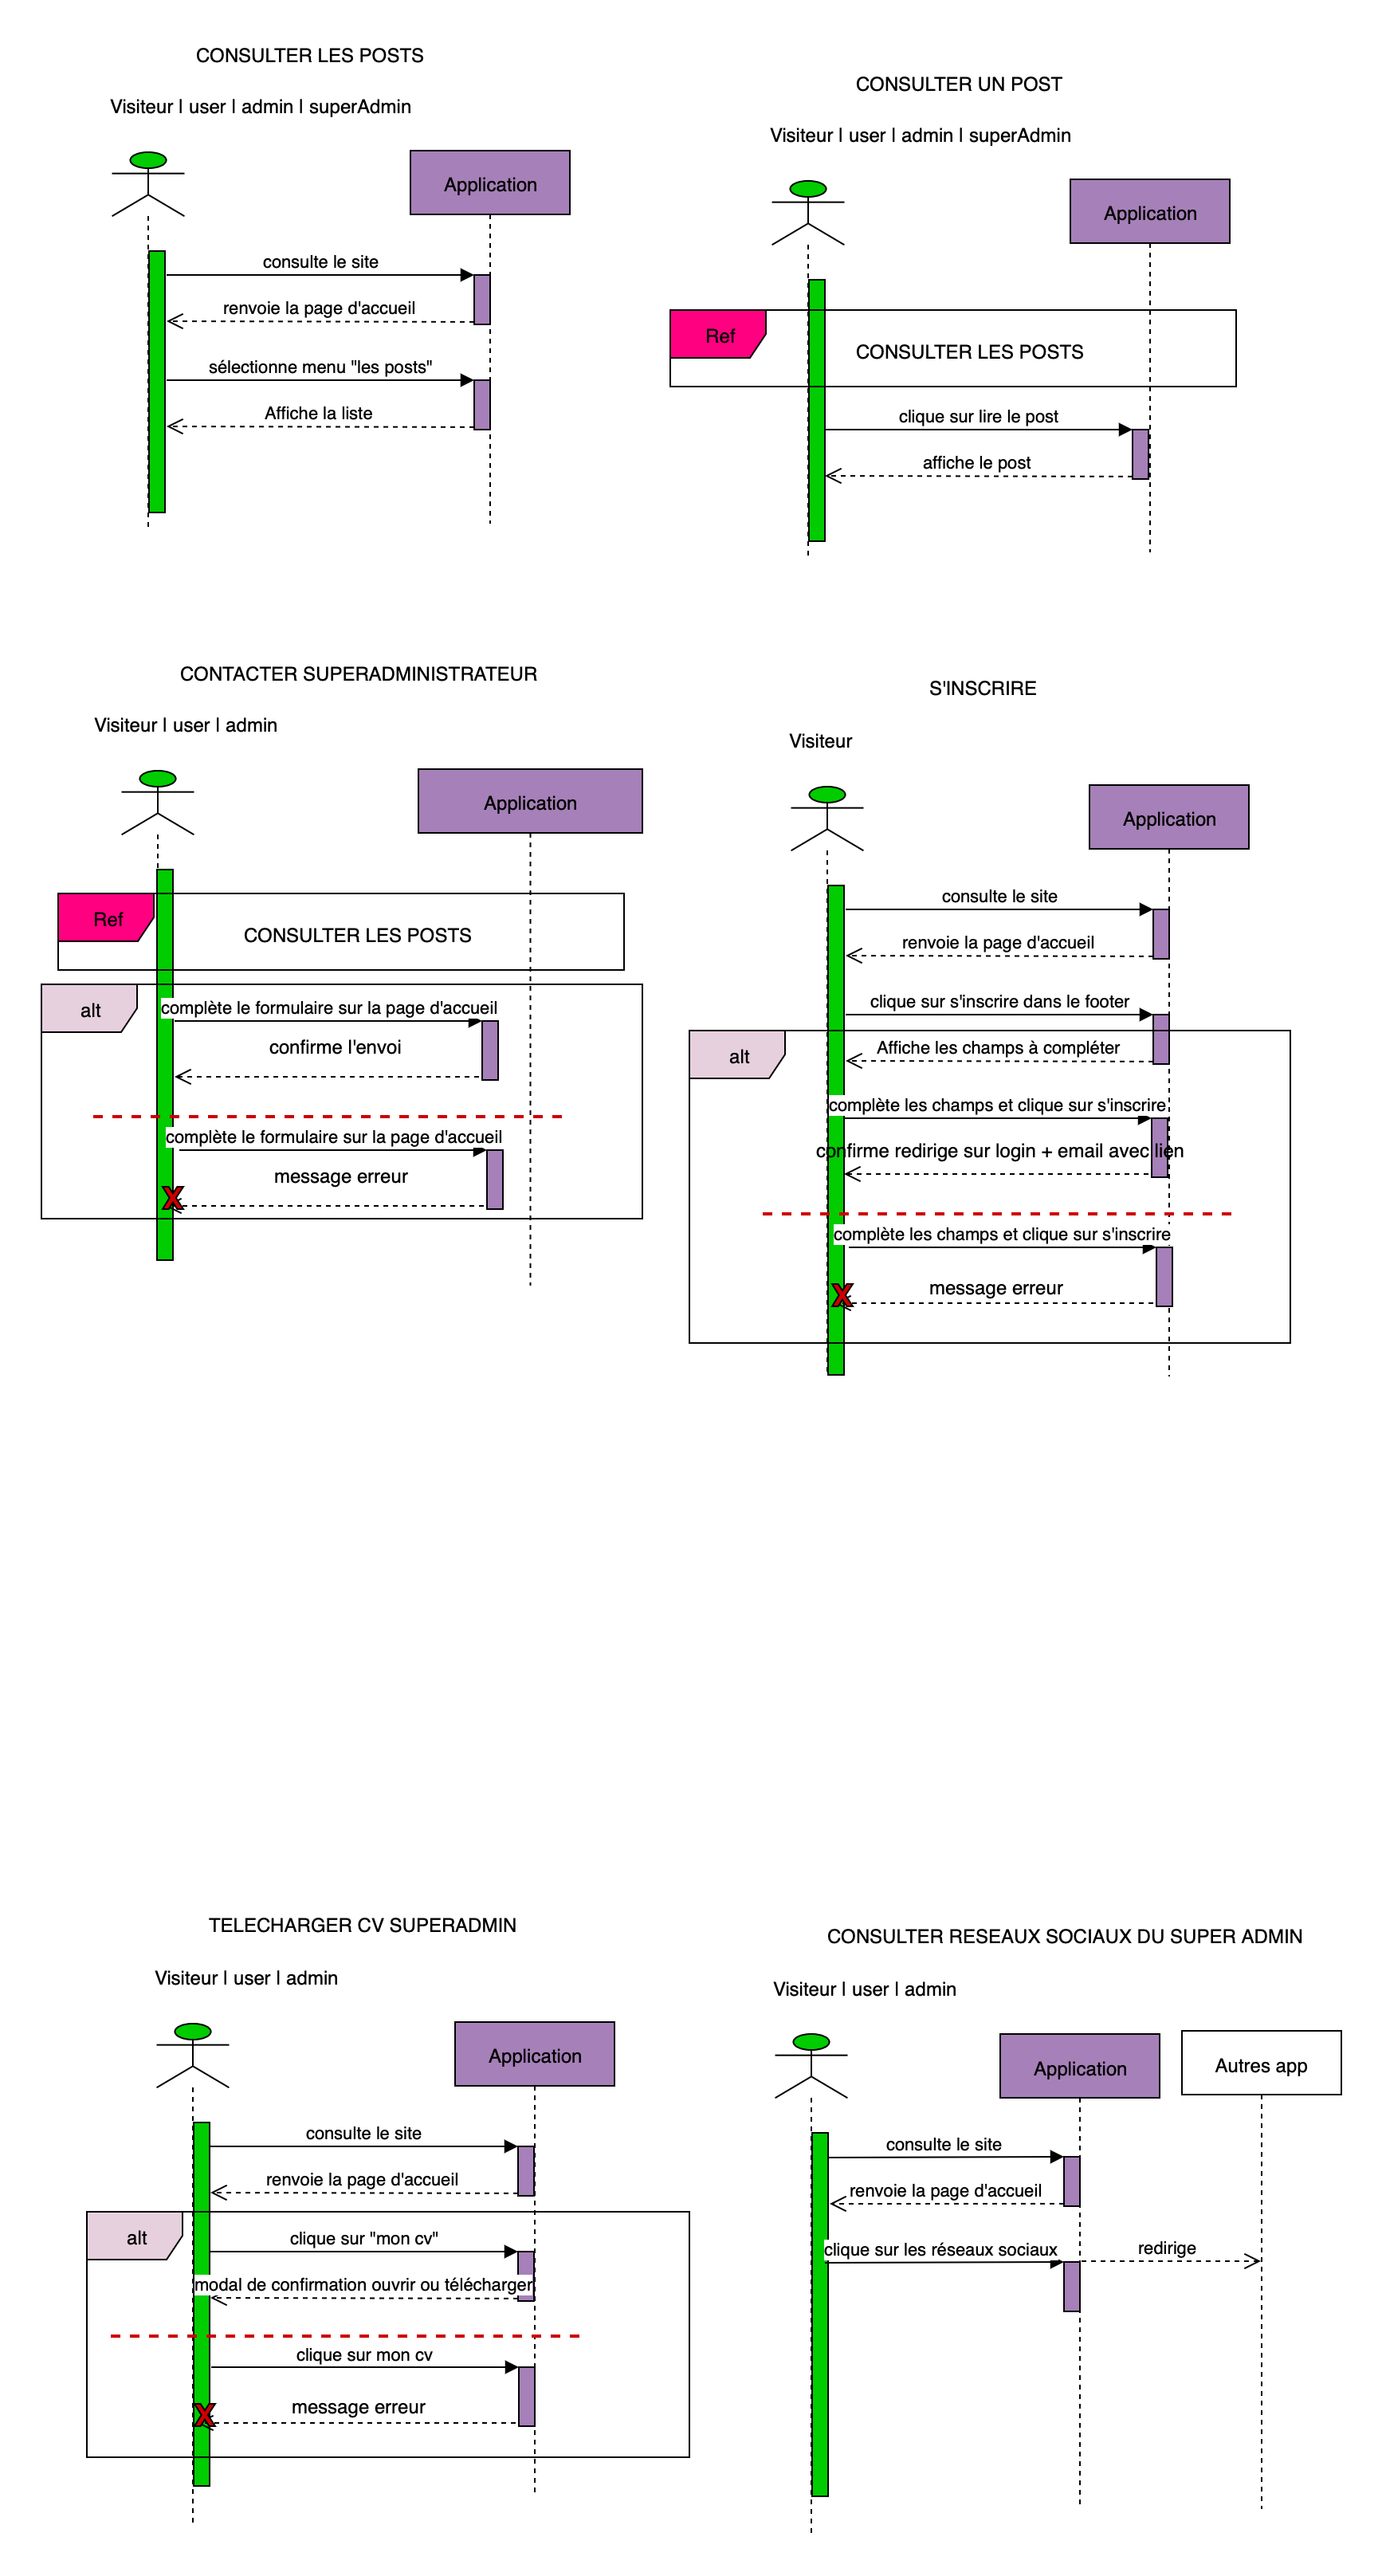 CONSULTER LES POSTS
Visiteur | user | admin | superAdmin
Application
consulte le site
renvoie la page d'accueil
sélectionne menu "les posts"
Affiche la liste
CONSULTER UN POST
Visiteur | user | admin | superAdmin
Application
Ref
CONSULTER LES POSTS
clique sur lire le post
affiche le post
CONTACTER SUPERADMINISTRATEUR
Visiteur | user | admin
Application
Ref
CONSULTER LES POSTS
alt
complète le formulaire sur la page d'accueil
confirme l'envoi
complète le formulaire sur la page d'accueil
message erreur
X
S'INSCRIRE
Visiteur
Application
consulte le site
renvoie la page d'accueil
clique sur s'inscrire dans le footer
alt
Affiche les champs à compléter
complète les champs et clique sur s'inscrire
confirme redirige sur login + email avec lien
complète les champs et clique sur s'inscrire
message erreur
X
TELECHARGER CV SUPERADMIN
Visiteur | user | admin
Application
consulte le site
renvoie la page d'accueil
alt
clique sur "mon cv"
modal de confirmation ouvrir ou télécharger
clique sur mon cv
message erreur
X
CONSULTER RESEAUX SOCIAUX DU SUPER ADMIN
Visiteur | user | admin
Application
Autres app
consulte le site
renvoie la page d'accueil
clique sur les réseaux sociaux
redirige